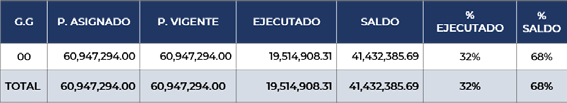 G.G P. ASIGNADO P. VIGENTE EJECUTADO SALDO % EJECUTADO % SALDO
00 60,947,294.00 60,947,294.00 19,514,908.31 41,432,385.69 32% 68%
TOTAL 60,947,294.00 60,947,294.00 19,514,908.31 41,432,385.69 32% 68%